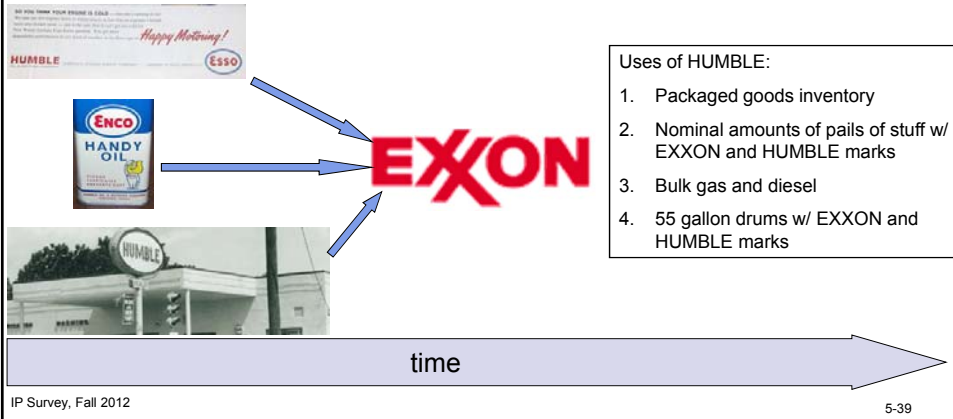 SO YOU THINK YOUR ENGINE IS COLD
Happy Motoring!
HUMBLE
Esso
ENCO
HANDY
OIL
HUMBLE
EXXON
Uses of HUMBLE:
1. Packaged goods inventory
2. Nominal amounts of pails of stuff w/
EXXON and HUMBLE marks
3. Bulk gas and diesel
4. 55 gallon drums w/ EXXON and
HUMBLE marks
time
IP Survey, Fall 2012
5-39